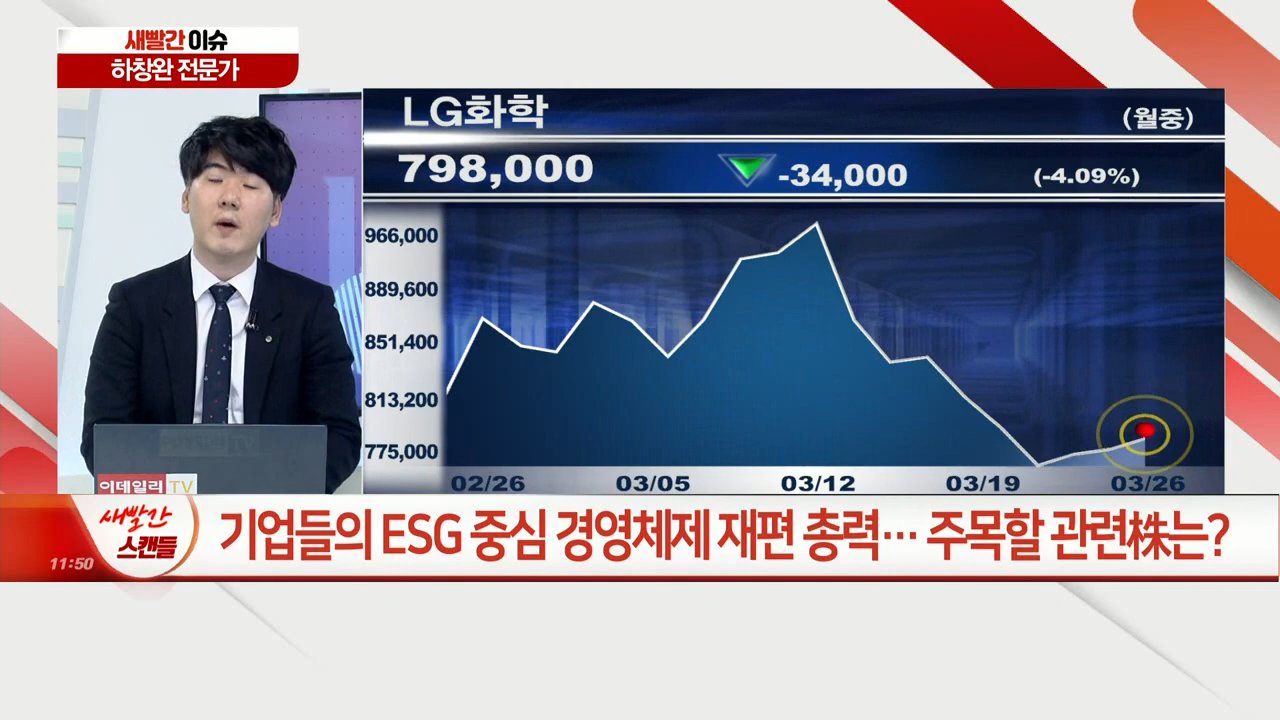 새빨간 이슈
하창완 전문가
LG화학
(월중)
798,000
-34,000
(-4.09%)
966,000
889,600
851,400
813,200
775,000
02/26
03/05
03/12
03/19
03/26
이데일리 TV
새빨간
스캔들
11:50
기업들의 ESG 중심 경영체제 재편 총력… 주목할 관련株는?